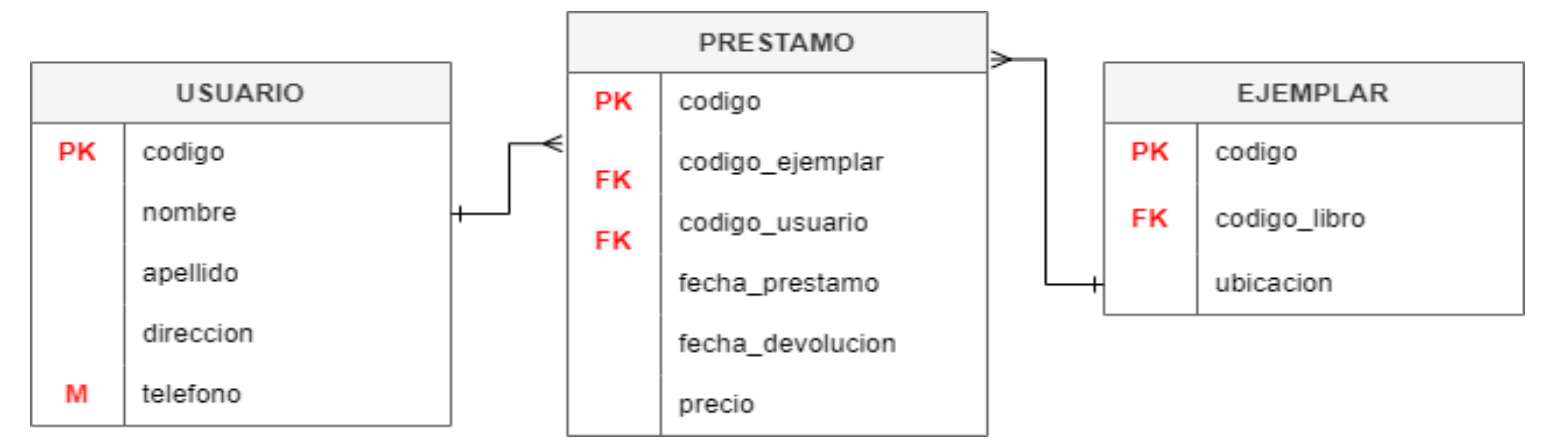 USUARIO
PK codigo
nombre
apellido
direccion
M telefono
PRESTAMO
PK codigo
FK codigo_ejemplar
FK codigo_usuario
fecha_prestamo
fecha_devolucion
precio
EJEMPLAR
PK codigo
FK codigo_libro
ubicacion